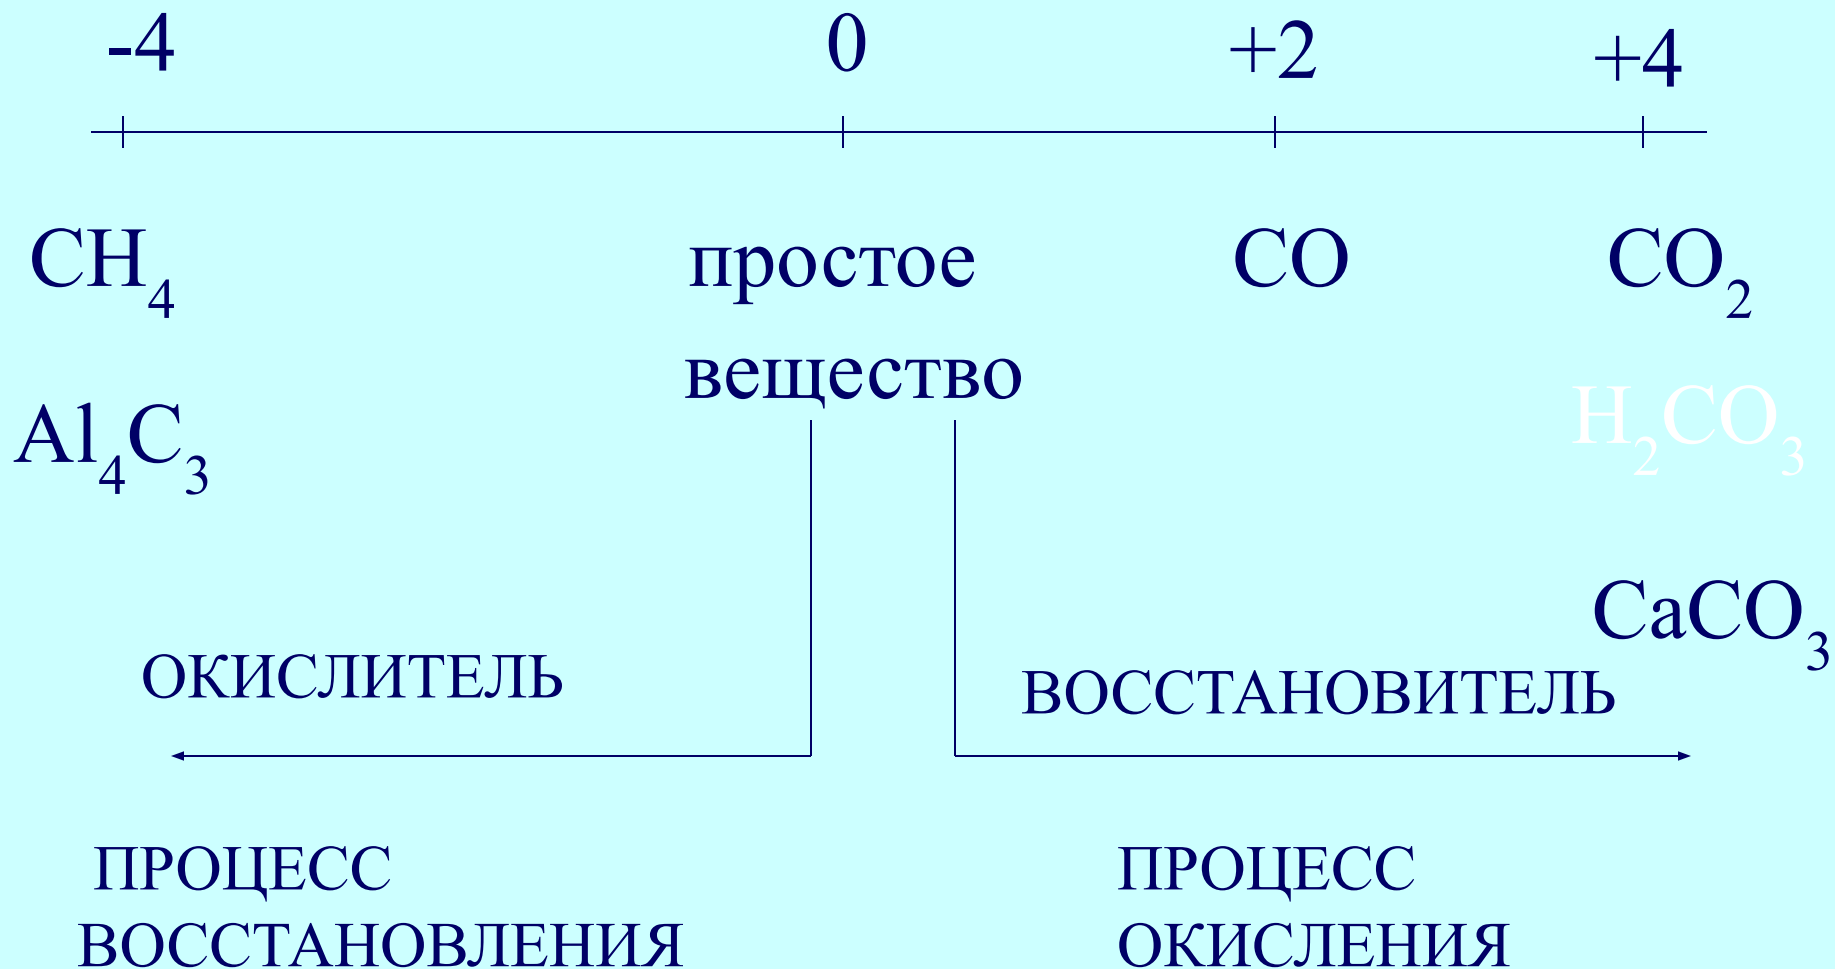 -4 0 +2 +4
CH₄ простое CO CO₂
вещество
Al₄C₃ H₂CO₃
CaCO₃
ОКИСЛИТЕЛЬ ВОССТАНОВИТЕЛЬ
ПРОЦЕСС ПРОЦЕСС
ВОССТАНОВЛЕНИЯ ОКИСЛЕНИЯ